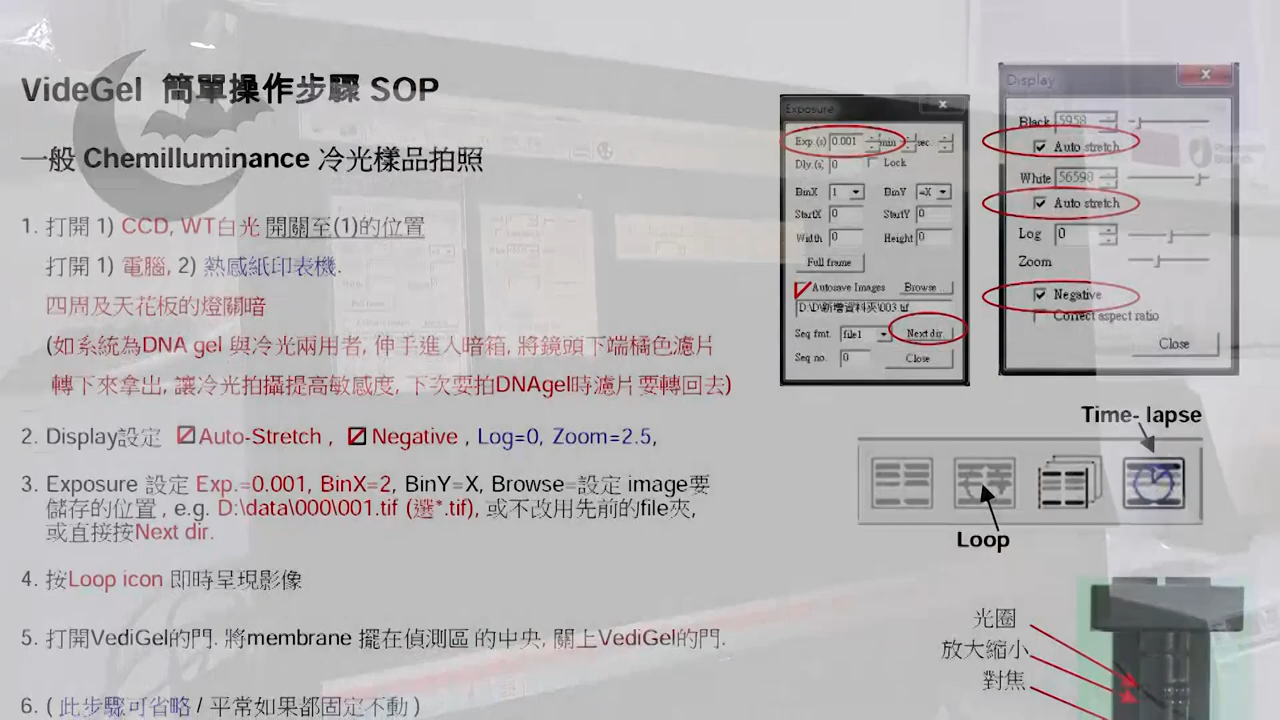 VideGel 簡單操作步驟 SOP
一般 Chemilluminance 冷光樣品拍照
1. 打開 1) CCD, WT白光 開關至(1)的位置
打開 1) 電腦, 2) 熱感紙印表機.
四周及天花板的燈關暗
(如系統為DNA gel 與冷光兩用者, 伸手進入暗箱, 將鏡頭下端橘色濾片
轉下來拿出, 讓冷光拍攝提高敏感度, 下次要拍DNAgel時濾片要轉回去)
2. Display設定 Auto-Stretch , Negative , Log=0, Zoom=2.5,
3. Exposure 設定 Exp.=0.001, BinX=2, BinY=X, Browse=設定 image要
儲存的位置 , e.g. D:\data\000\001.tif (選*.tif), 或不改用先前的file夾,
或直接按Next dir.
4. 按Loop icon 即時呈現影像
5. 打開VediGel的門. 將membrane 擺在偵測區 的中央, 關上VediGel的門.
6. ( 此步驟可省略 / 平常如果都固定不動 )
Exposure
Exp.(s) 0.001 min sec.
Dly.(s) 0 Lock
BinX 1 BinY =X
StartX 0 StartY 0
Width 0 Height 0
Full frame
Autosave Images Browse ...
D:\D\新增資料夾\003.tif
Seq fmt. file1 Next dir.
Seq no. 0 Close
Display
Black 5958
Auto stretch
White 56598
Auto stretch
Log 0
Zoom
Negative
Correct aspect ratio
Close
Time- lapse
Loop
光圈
放大縮小
對焦